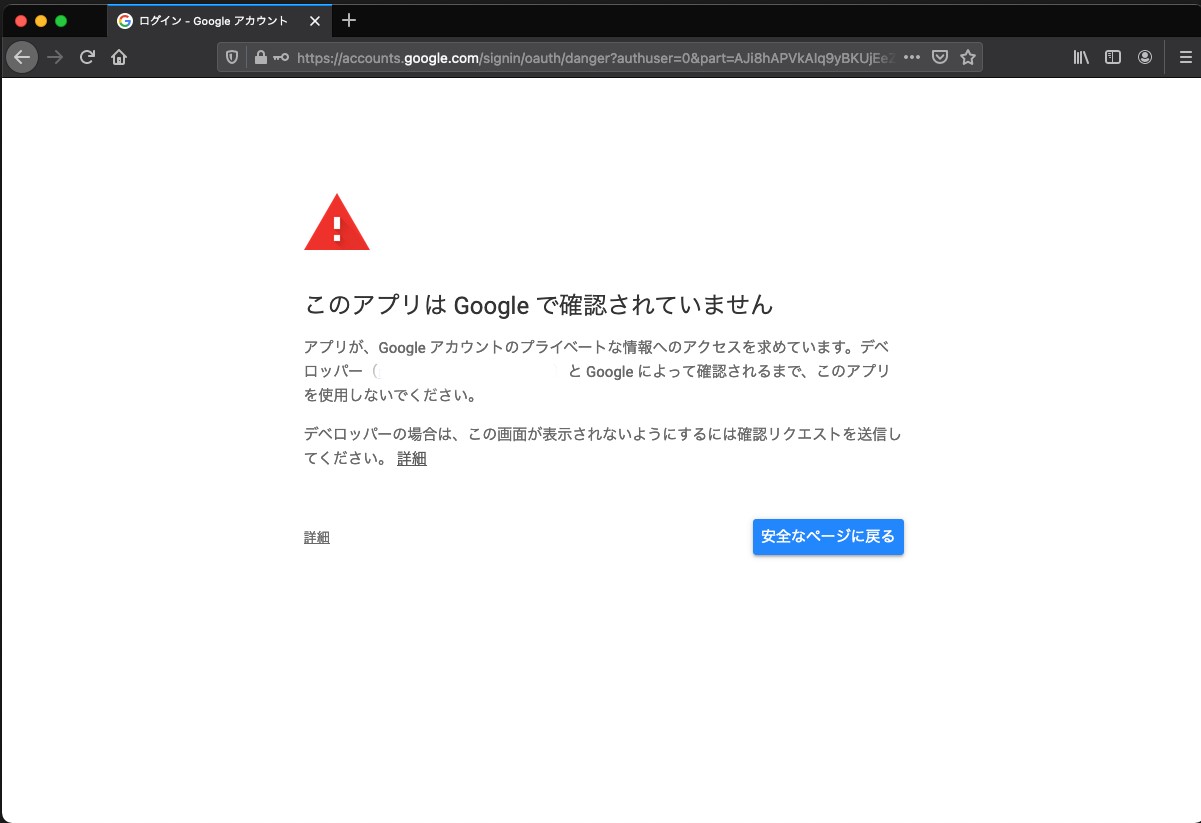 ログイン - Google アカウント
https://accounts.google.com/signin/oauth/danger?authuser=0&part=AJi8hAPVkAIq9yBKUjEeZ
このアプリは Google で確認されていません
アプリが、Google アカウントのプライベートな情報へのアクセスを求めています。デベ
ロッパー（ と Google によって確認されるまで、このアプリ
を使用しないでください。
デベロッパーの場合は、この画面が表示されないようにするには確認リクエストを送信し
てください。 詳細
詳細
安全なページに戻る